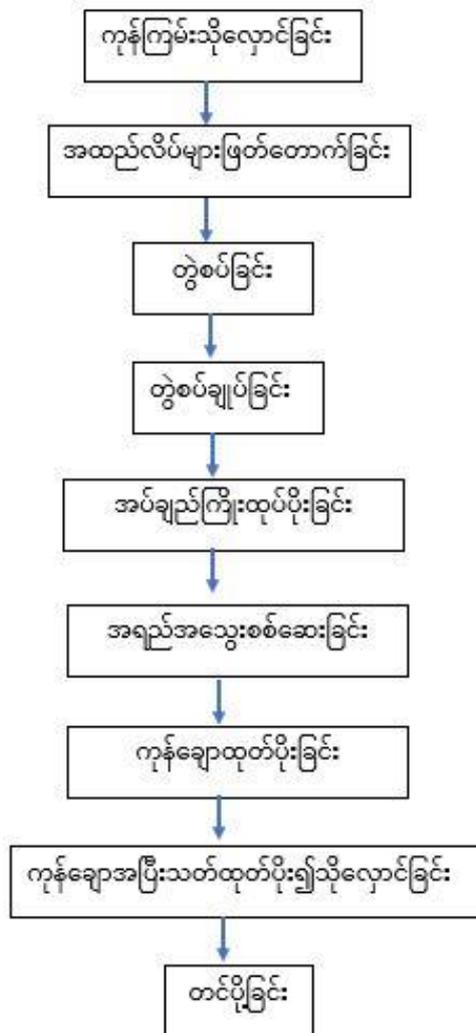 ကုန်ကြမ်းသိုလှောင်ခြင်း
အထည်လိပ်များဖြတ်တောက်ခြင်း
တွဲစပ်ခြင်း
တွဲစပ်ချုပ်ခြင်း
အပ်ချည်ကြိုးထုပ်ပိုးခြင်း
အရည်အသွေးစစ်ဆေးခြင်း
ကုန်ချောထုတ်ပိုးခြင်း
ကုန်ချောအပြီးသတ်ထုတ်ပိုး၍သိုလှောင်ခြင်း
တင်ပို့ခြင်း